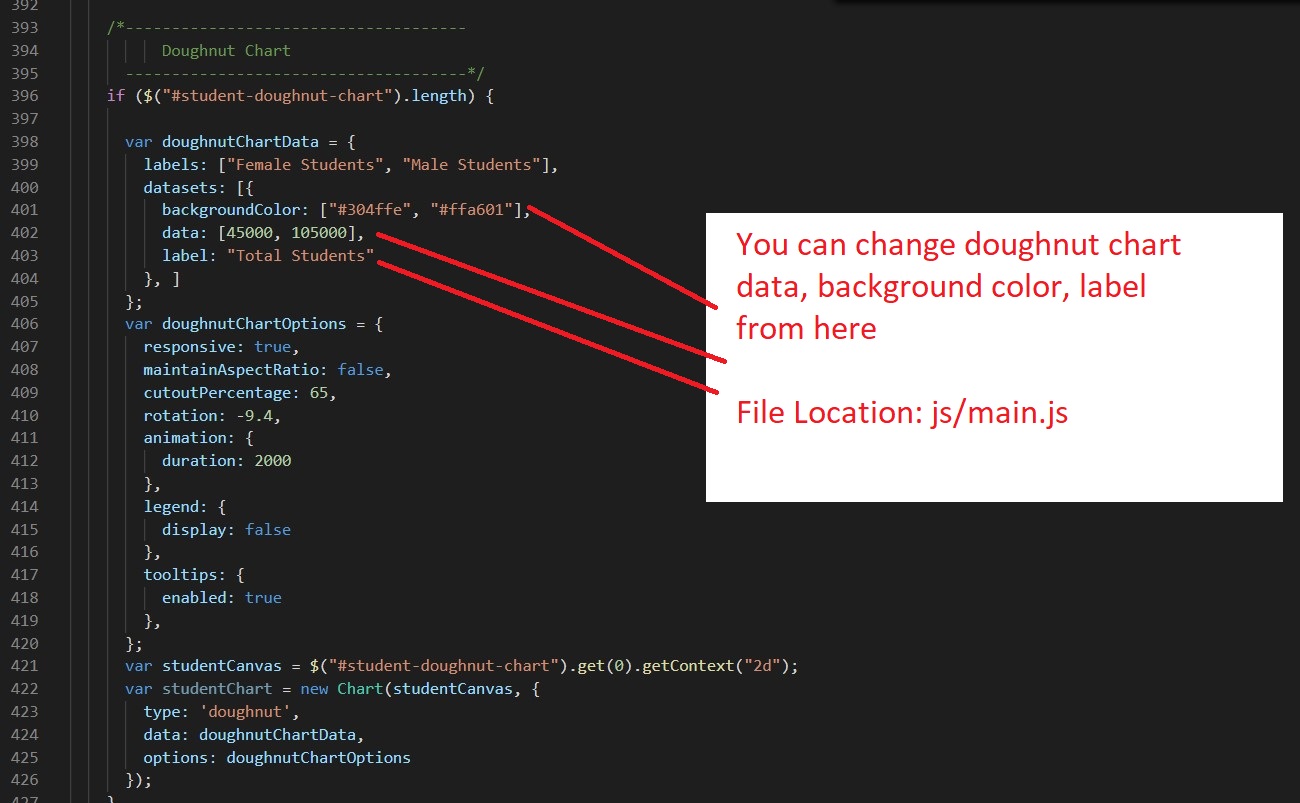 392
393 /*-------------------------------------
394 Doughnut Chart
395 -------------------------------------*/
396 if ($("#student-doughnut-chart").length) {
397
398 var doughnutChartData = {
399 labels: ["Female Students", "Male Students"],
400 datasets: [{
401 backgroundColor: ["#304ffe", "#ffa601"],
402 data: [45000, 105000],
403 label: "Total Students"
404 }, ]
405 };
406 var doughnutChartOptions = {
407 responsive: true,
408 maintainAspectRatio: false,
409 cutoutPercentage: 65,
410 rotation: -9.4,
411 animation: {
412 duration: 2000
413 },
414 legend: {
415 display: false
416 },
417 tooltips: {
418 enabled: true
419 },
420 };
421 var studentCanvas = $("#student-doughnut-chart").get(0).getContext("2d");
422 var studentChart = new Chart(studentCanvas, {
423 type: 'doughnut',
424 data: doughnutChartData,
425 options: doughnutChartOptions
426 });
427 }
You can change doughnut chart
data, background color, label
from here
File Location: js/main.js